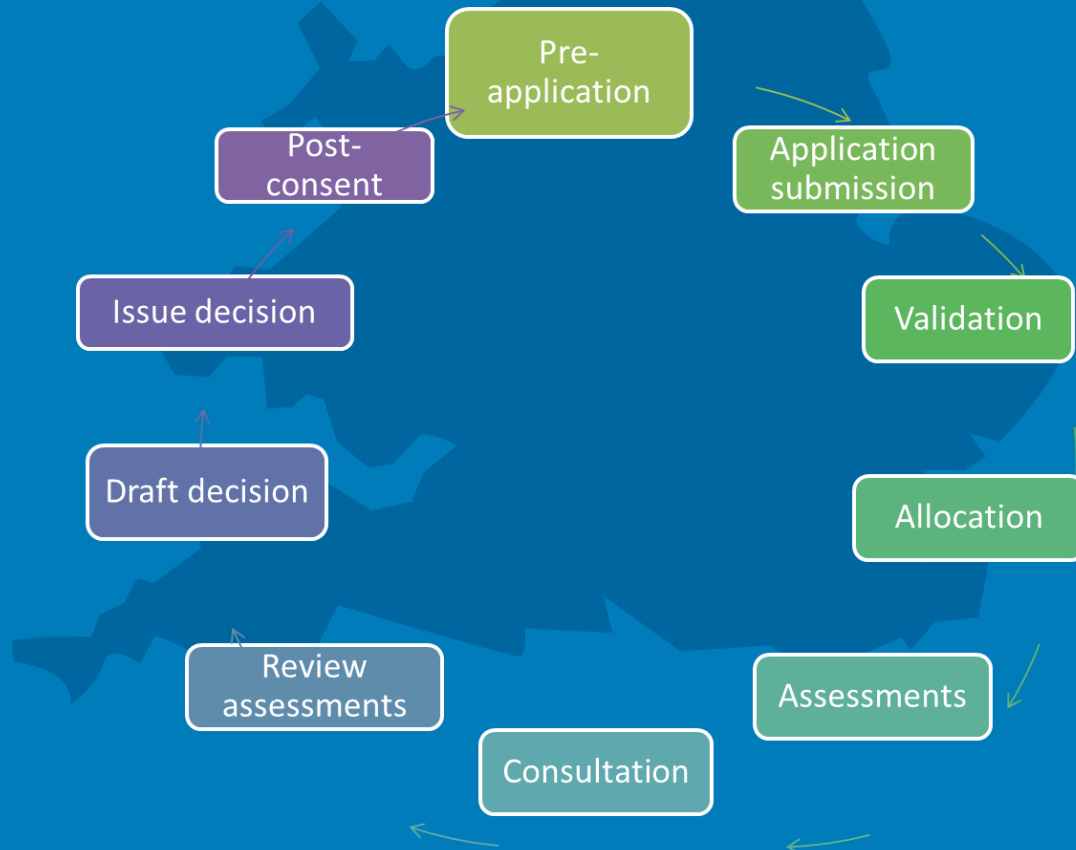 Pre-
application
Application
submission
Validation
Allocation
Assessments
Consultation
Review
assessments
Draft decision
Issue decision
Post-
consent